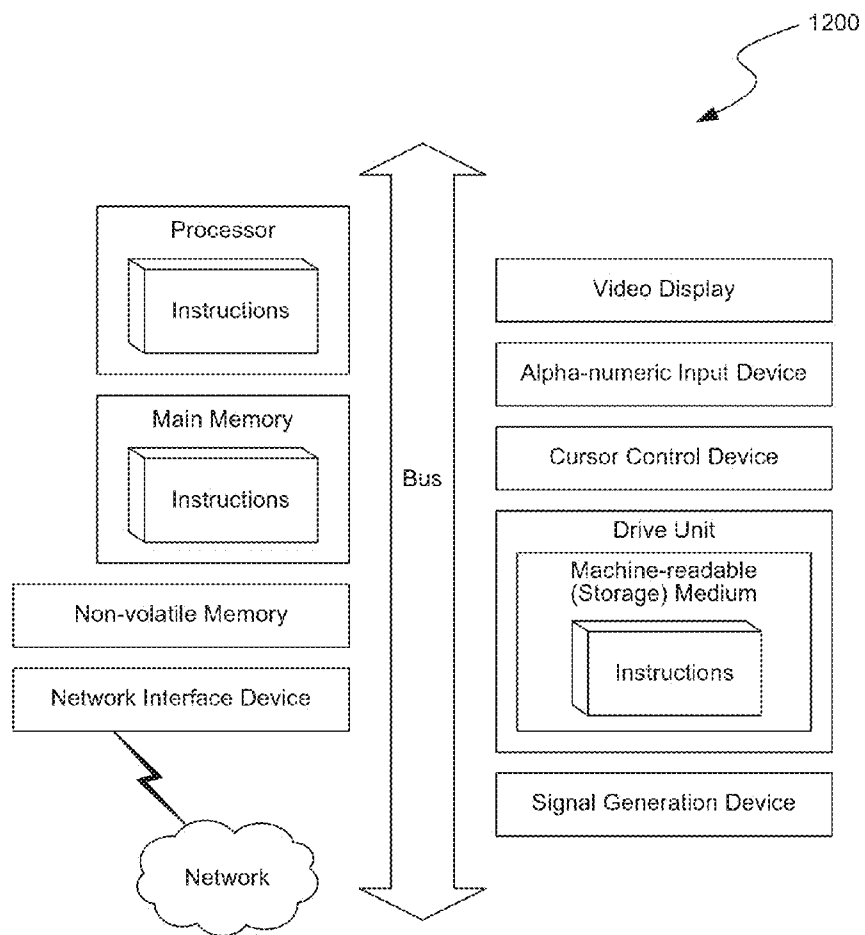 1200
Processor
Instructions
Main Memory
Instructions
Non-volatile Memory
Network Interface Device
Network
Bus
Video Display
Alpha-numeric Input Device
Cursor Control Device
Drive Unit
Machine-readable
(Storage) Medium
Instructions
Signal Generation Device